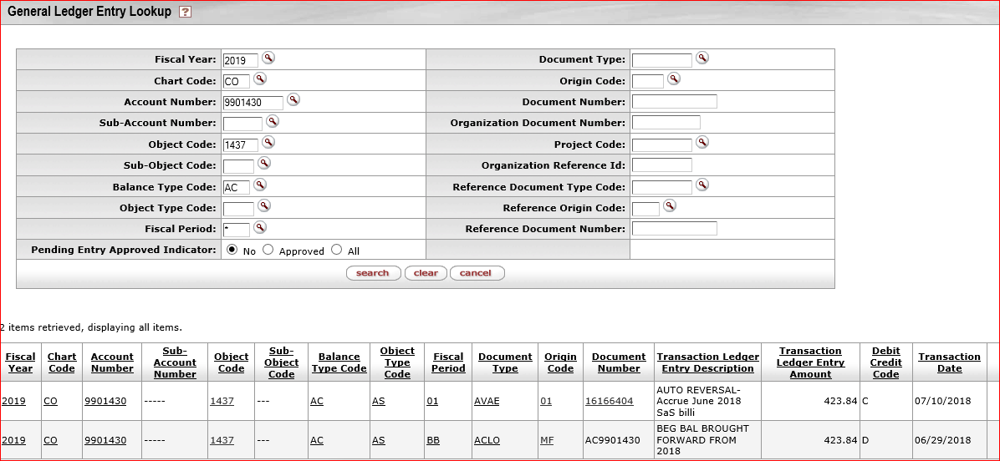 General Ledger Entry Lookup ?
Fiscal Year: 2019 Document Type:
Chart Code: CO Origin Code:
Account Number: 9901430 Document Number:
Sub-Account Number: Organization Document Number:
Object Code: 1437 Project Code:
Sub-Object Code: Organization Reference Id:
Balance Type Code: AC Reference Document Type Code:
Object Type Code: Reference Origin Code:
Fiscal Period: * Reference Document Number:
Pending Entry Approved Indicator: No Approved All
search clear cancel
2 items retrieved, displaying all items.
Fiscal Year Chart Code Account Number Sub-Account Number Object Code Sub-Object Code Balance Type Code Object Type Code Fiscal Period Document Type Origin Code Document Number Transaction Ledger Entry Description Transaction Ledger Entry Amount Debit Credit Code Transaction Date
2019 CO 9901430 ----- 1437 --- AC AS 01 AVAE 01 16166404 AUTO REVERSAL-Accrue June 2018 SaS billi 423.84 C 07/10/2018
2019 CO 9901430 ----- 1437 --- AC AS BB ACLO MF AC9901430 BEG BAL BROUGHT FORWARD FROM 2018 423.84 D 06/29/2018